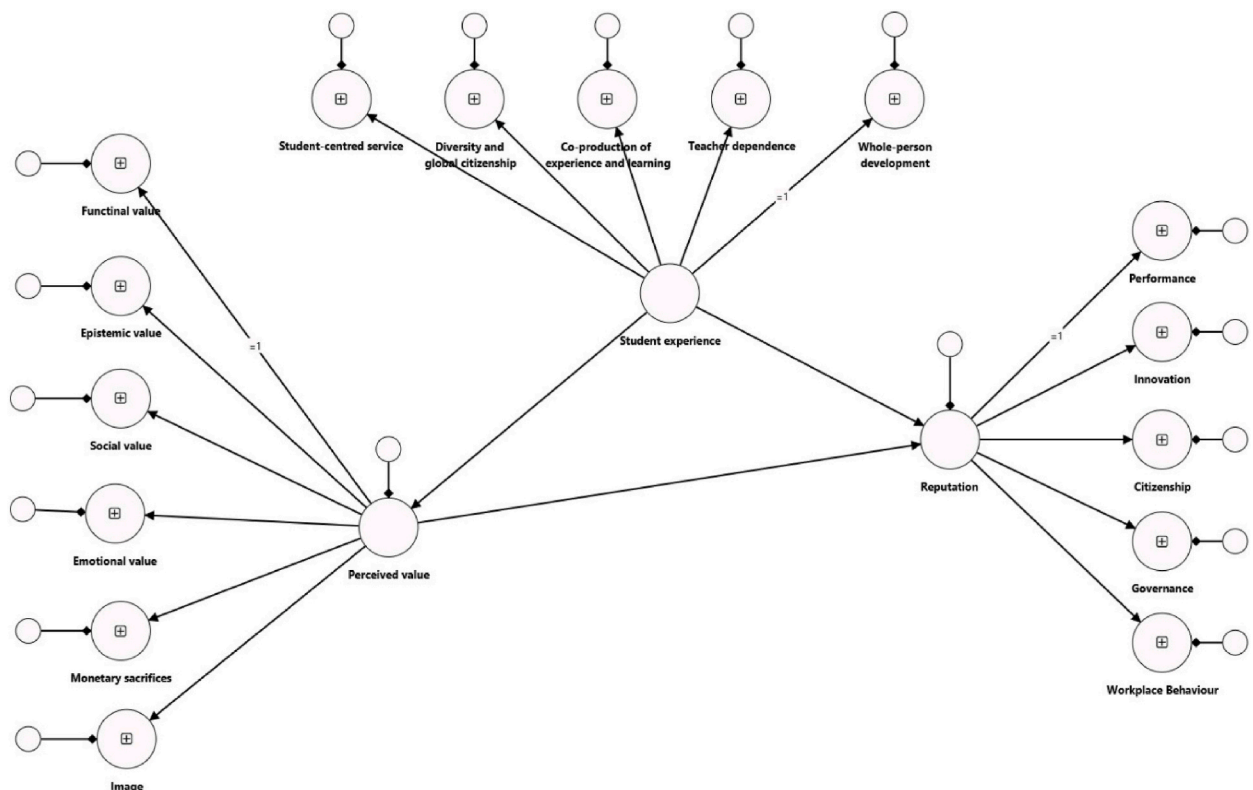 Student-centred service
Diversity and
global citizenship
Co-production of
experience and learning
Teacher dependence
Whole-person
development
=1
Functinal value
Epistemic value
=1
Social value
Emotional value
Monetary sacrifices
Image
Student experience
Perceived value
Reputation
=1
Performance
Innovation
Citizenship
Governance
Workplace Behaviour